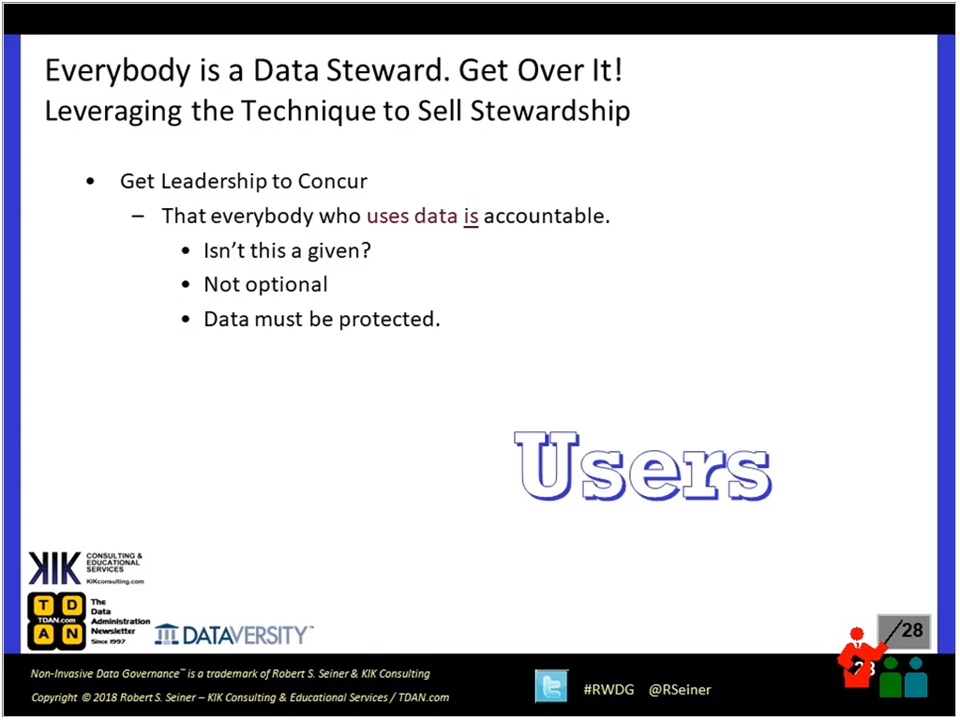 Everybody is a Data Steward. Get Over It!
Leveraging the Technique to Sell Stewardship
• Get Leadership to Concur
– That everybody who uses data is accountable.
• Isn't this a given?
• Not optional
• Data must be protected.
Users
KIK CONSULTING & EDUCATIONAL SERVICES
KIKconsulting.com
T D
TDAN.com
A N
The
Data
Administration
Newsletter
Since 1997
DATAVERSITY™
/28
Non-Invasive Data Governance™ is a trademark of Robert S. Seiner & KIK Consulting
Copyright © 2018 Robert S. Seiner – KIK Consulting & Educational Services / TDAN.com
#RWDG @RSeiner